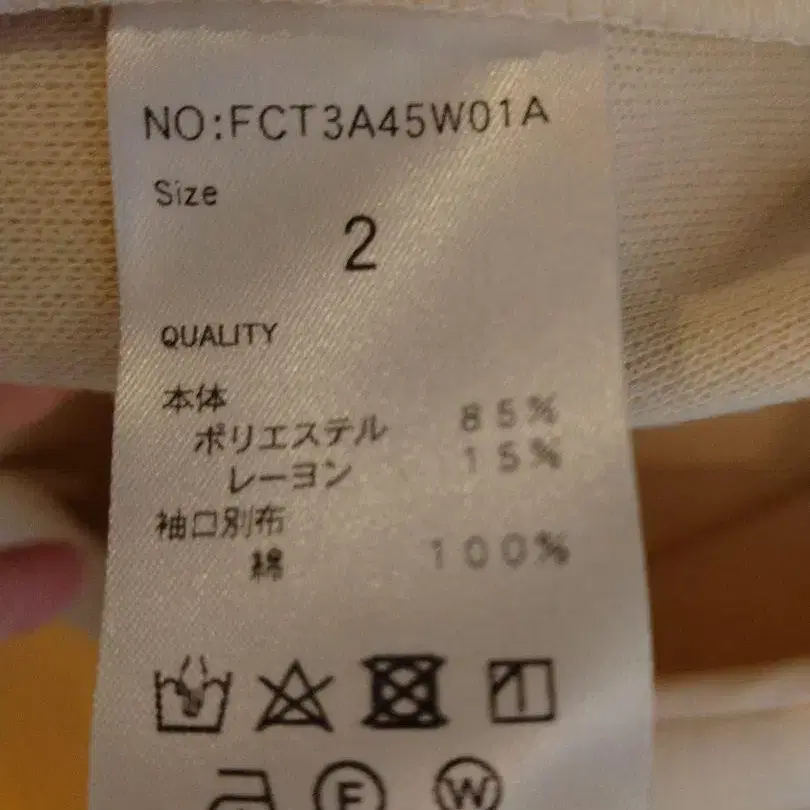 NO:FCT3A45W01A
Size
2
QUALITY
本体
ポリエステル 85%
レーヨン 15%
袖口別布
綿 100%
F W